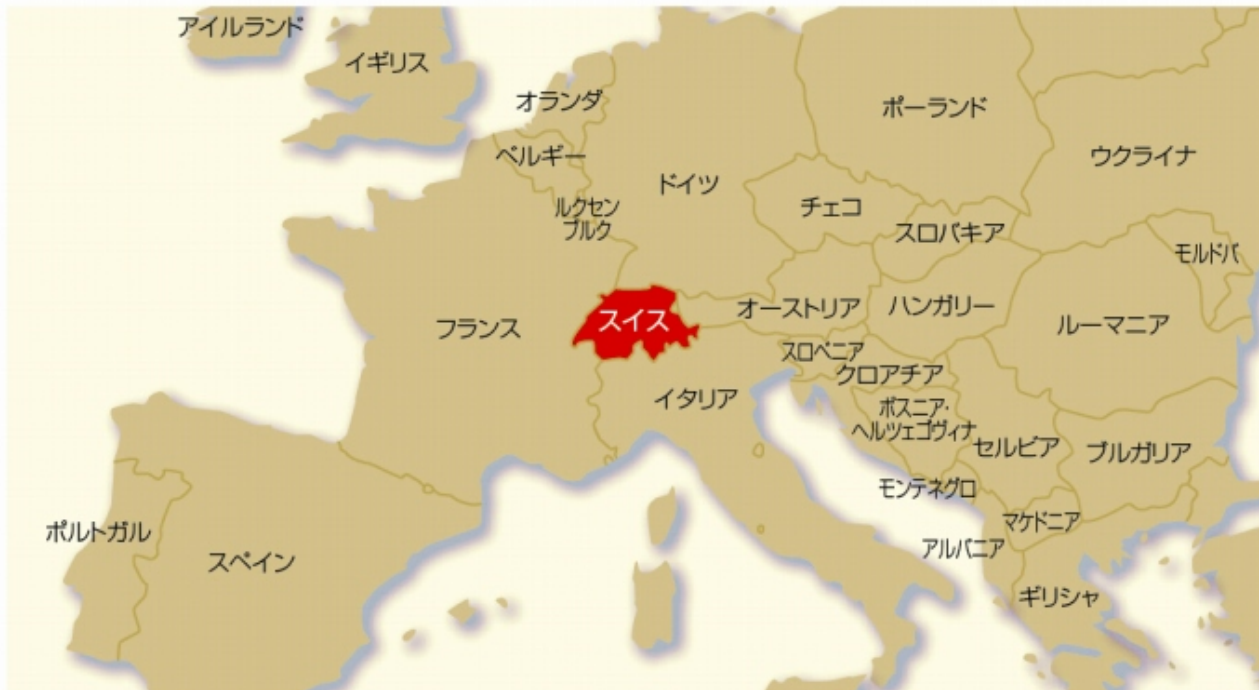 アイルランド
イギリス
オランダ
ポーランド
ベルギー
ウクライナ
ドイツ
ルクセン
ブルク
チェコ
スロバキア
モルドバ
オーストリア
ハンガリー
スイス
フランス
ルーマニア
スロベニア
クロアチア
イタリア
ボスニア・
ヘルツェゴヴィナ
セルビア
ブルガリア
モンテネグロ
マケドニア
ポルトガル
アルバニア
スペイン
ギリシャ